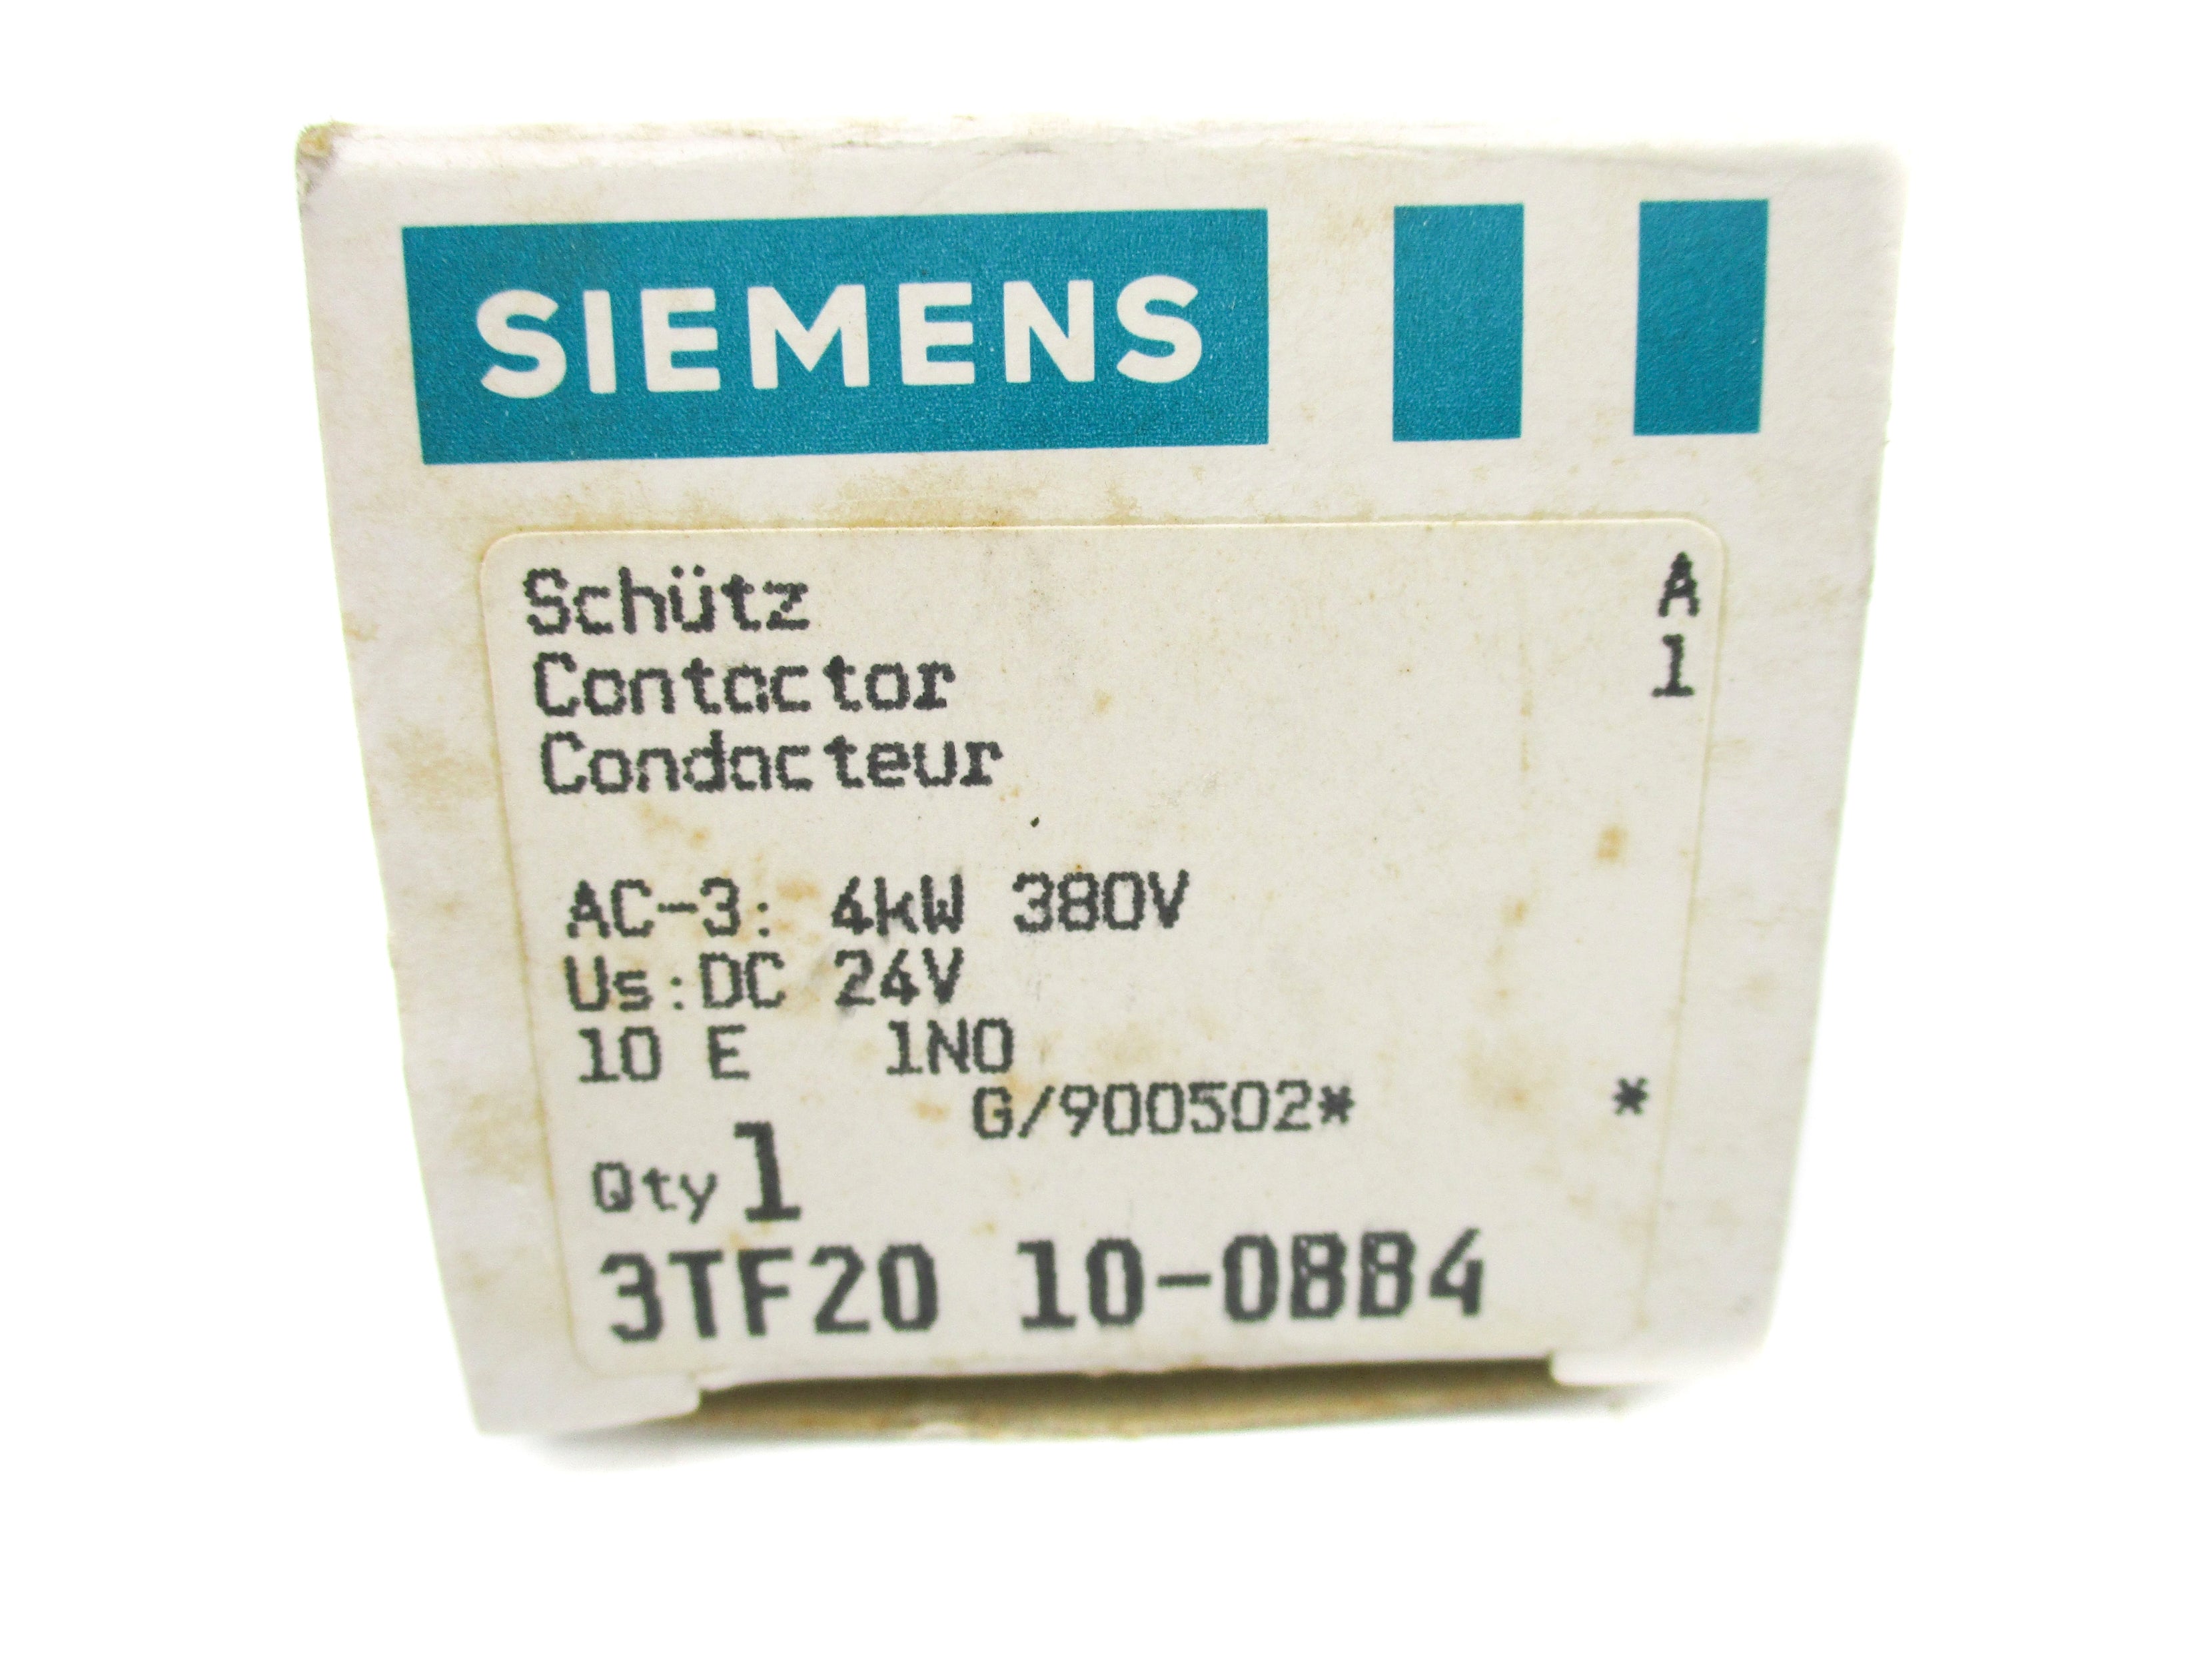 SIEMENS
Schütz A
Contactor 1
Condacteur
AC-3: 4kW 380V
Us:DC 24V
10 E 1NO
G/900502* *
Qty 1
3TF20 10-0BB4